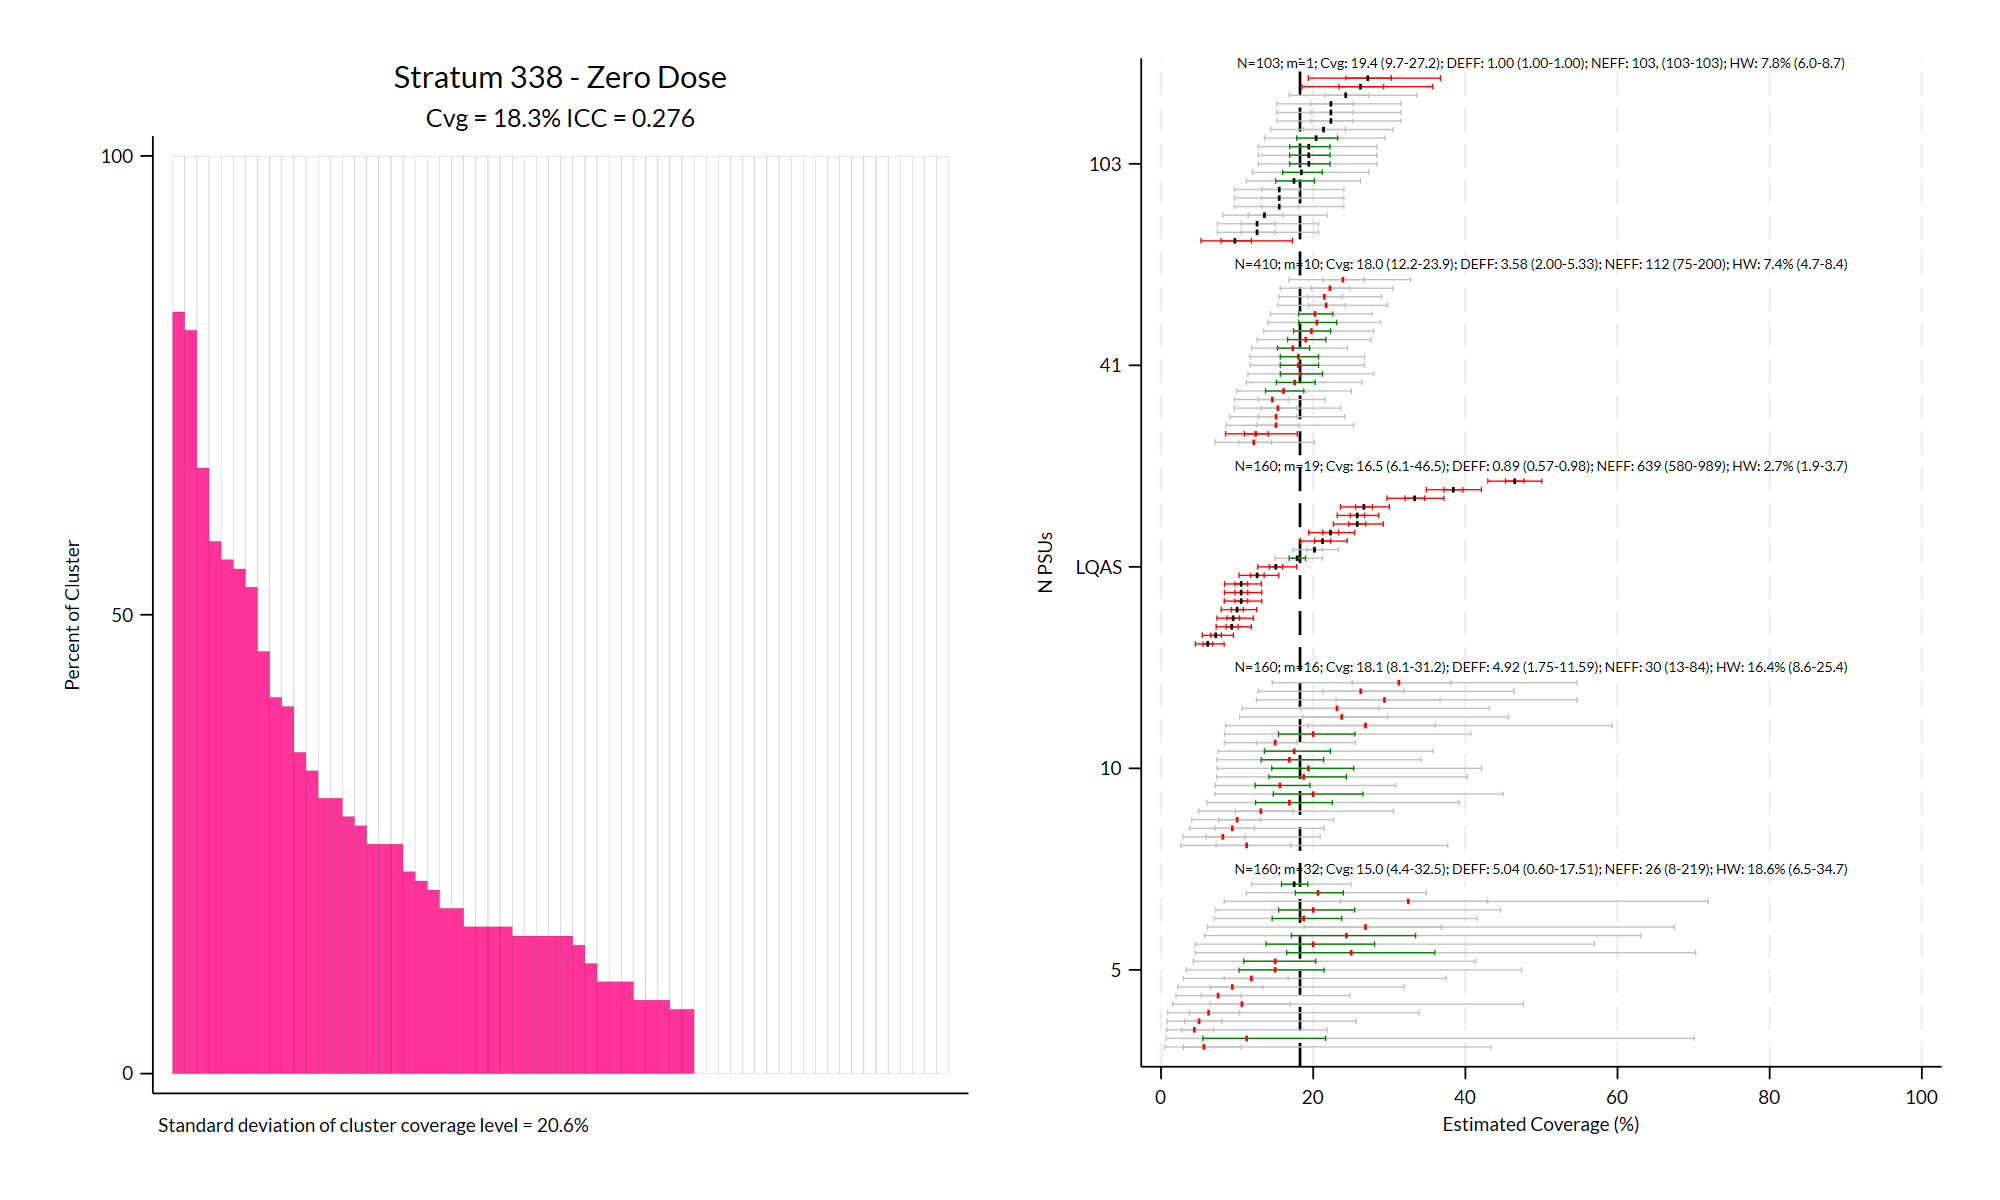 Stratum 338 - Zero Dose
Cvg = 18.3% ICC = 0.276
100
50
0
Percent of Cluster
Standard deviation of cluster coverage level = 20.6%
N=103; m=1; Cvg: 19.4 (9.7-27.2); DEFF: 1.00 (1.00-1.00); NEFF: 103, (103-103); HW: 7.8% (6.0-8.7)
103
N=410; m=10; Cvg: 18.0 (12.2-23.9); DEFF: 3.58 (2.00-5.33); NEFF: 112 (75-200); HW: 7.4% (4.7-8.4)
41
N=160; m=19; Cvg: 16.5 (6.1-46.5); DEFF: 0.89 (0.57-0.98); NEFF: 639 (580-989); HW: 2.7% (1.9-3.7)
N PSUs
LQAS
N=160; m=16; Cvg: 18.1 (8.1-31.2); DEFF: 4.92 (1.75-11.59); NEFF: 30 (13-84); HW: 16.4% (8.6-25.4)
10
N=160; m=32; Cvg: 15.0 (4.4-32.5); DEFF: 5.04 (0.60-17.51); NEFF: 26 (8-219); HW: 18.6% (6.5-34.7)
5
0 20 40 60 80 100
Estimated Coverage (%)